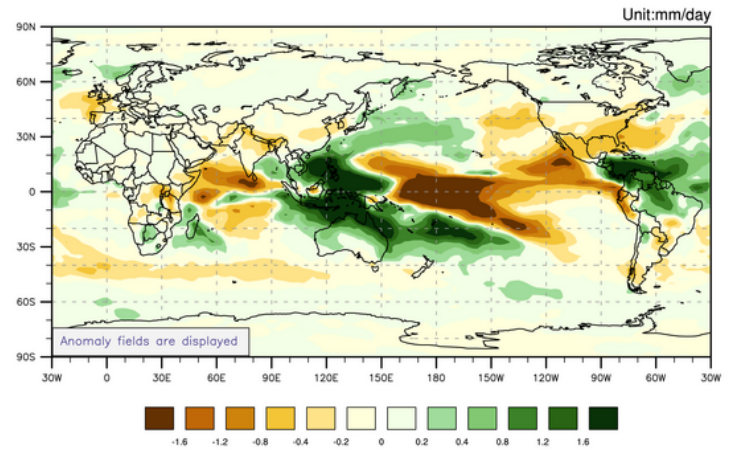 Unit:mm/day
90N
60N
30N
0
30S
60S
90S
Anomaly fields are displayed
30W 0 30E 60E 90E 120E 150E 180 150W 120W 90W 60W 30W
-1.6 -1.2 -0.8 -0.4 -0.2 0 0.2 0.4 0.8 1.2 1.6